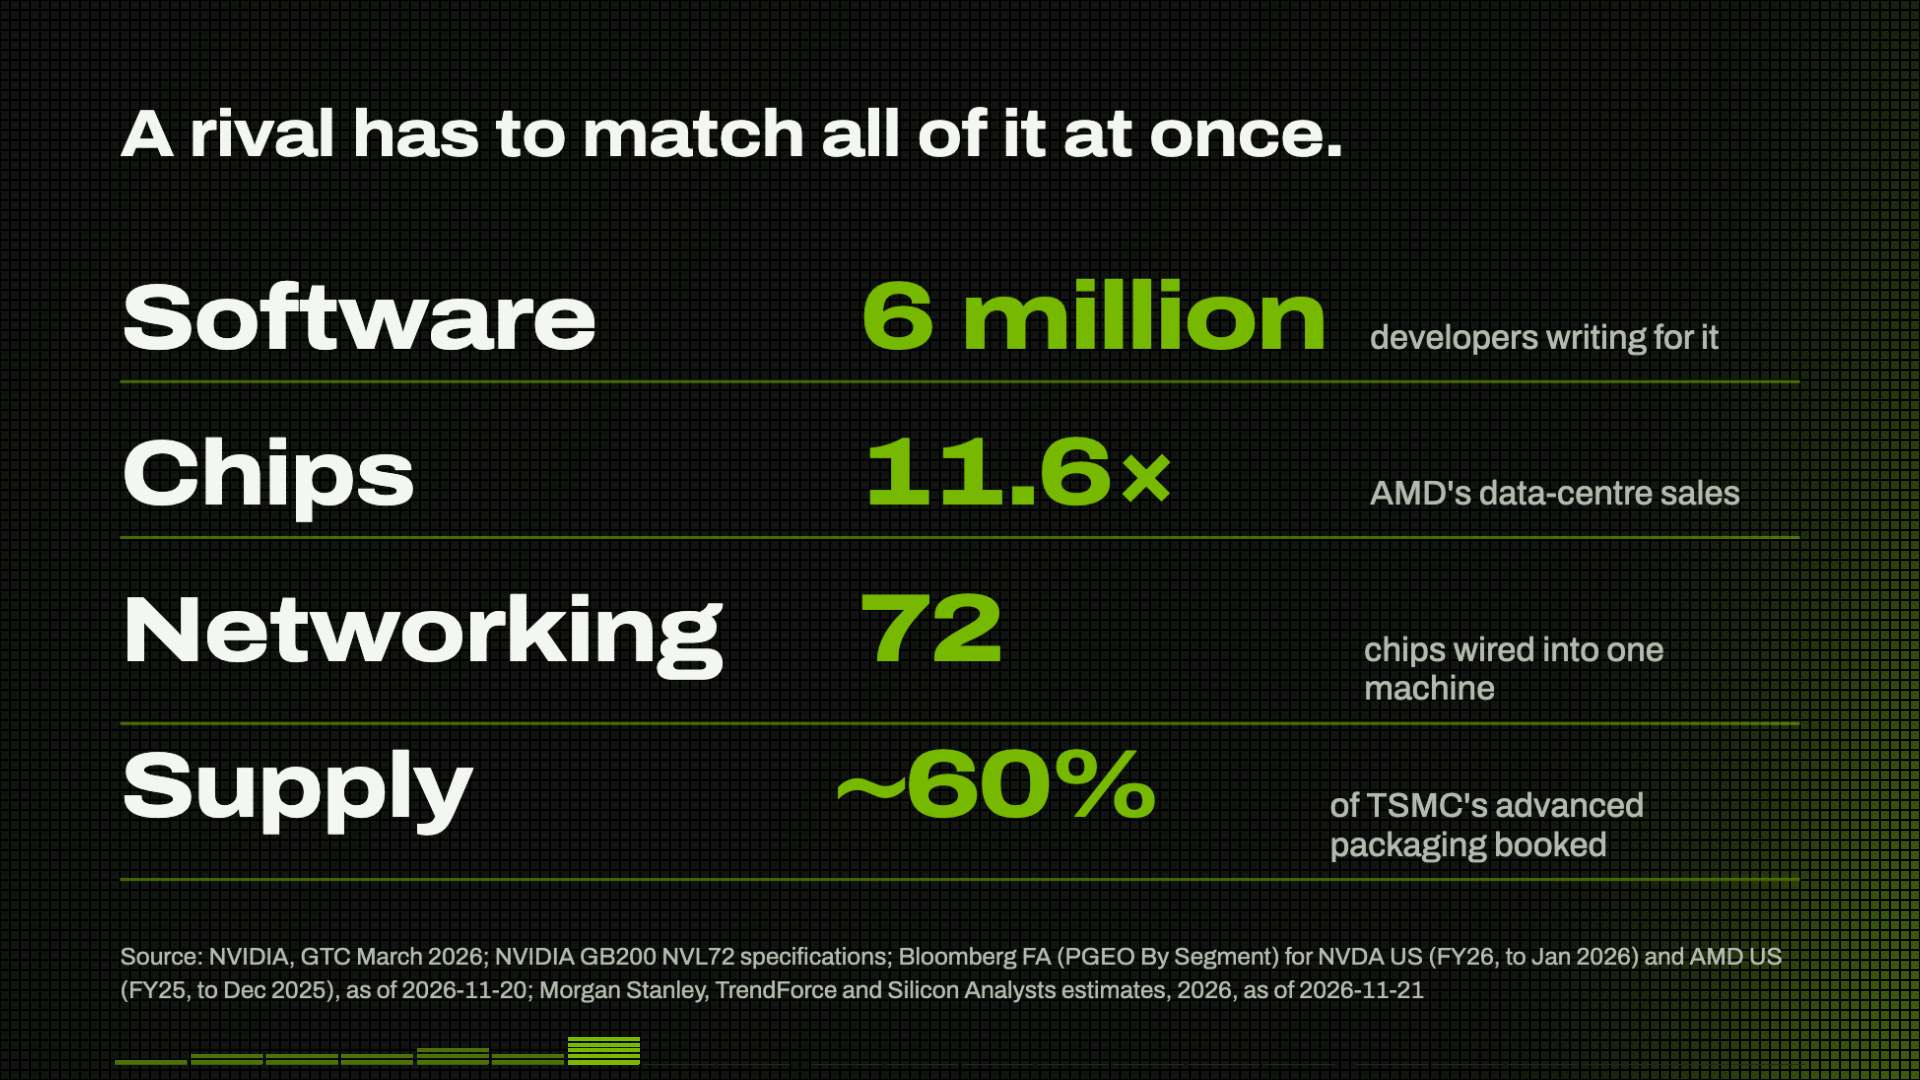 A rival has to match all of it at once.
Software 6 million developers writing for it
Chips 11.6× AMD's data-centre sales
Networking 72 chips wired into one
machine
Supply ~60% of TSMC's advanced
packaging booked
Source: NVIDIA, GTC March 2026; NVIDIA GB200 NVL72 specifications; Bloomberg FA (PGEO By Segment) for NVDA US (FY26, to Jan 2026) and AMD US
(FY25, to Dec 2025), as of 2026-11-20; Morgan Stanley, TrendForce and Silicon Analysts estimates, 2026, as of 2026-11-21